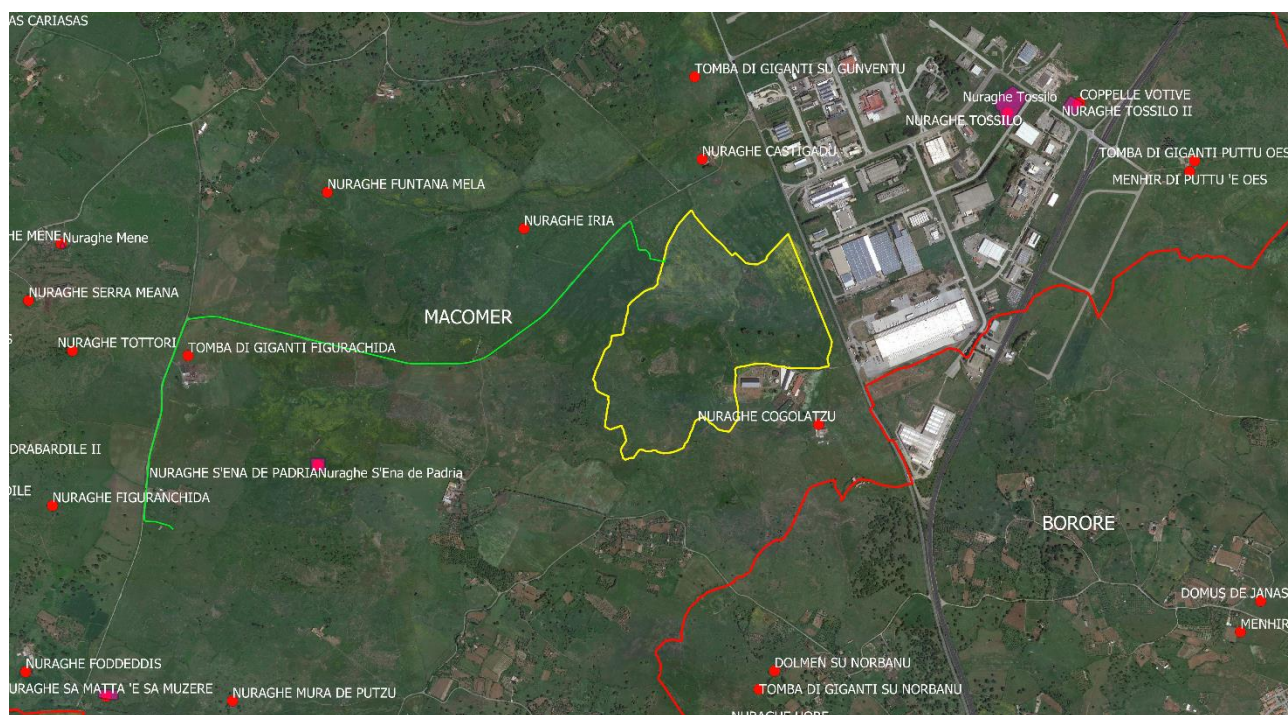 AS CARIASAS
TOMBA DI GIGANTI SU GUNVENTU
Nuraghe Tossilo
COPPELLE VOTIVE
NURAGHE TOSSILO II
NURAGHE TOSSILO
NURAGHE CASTIGADU
TOMBA DI GIGANTI PUTTU OES
MENHIR DI PUTTU 'E OES
NURAGHE FUNTANA MELA
NURAGHE IRIA
HE MENE
Nuraghe Mene
NURAGHE SERRA MEANA
MACOMER
NURAGHE TOTTORI
TOMBA DI GIGANTI FIGURACHIDA
NURAGHE COGOLATZU
DRABARDILE II
NURAGHE S'ENA DE PADRIA
Nuraghe S'Ena de Padria
DILE
NURAGHE FIGURANCHIDA
BORORE
DOMUS DE JANAS
MENHIR
NURAGHE FODDEDDIS
DOLMEN SU NORBANU
URAGHE SA MATTA 'E SA MUZERE
NURAGHE MURA DE PUTZU
TOMBA DI GIGANTI SU NORBANU